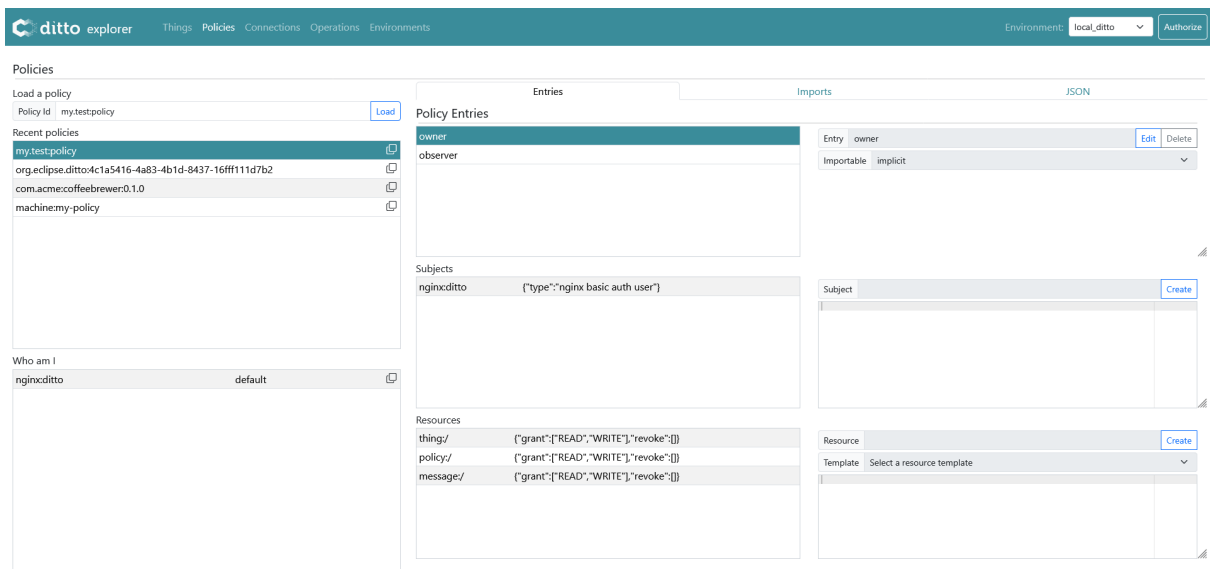 ditto explorer Things Policies Connections Operations Environments Environment: local_ditto Authorize
Policies
Load a policy
Policy Id my.test:policy Load
Recent policies
my.test:policy
org.eclipse.ditto:4c1a5416-4a83-4b1d-8437-16fff111d7b2
com.acme:coffeebrewer:0.1.0
machine:my-policy
Who am I
nginx:ditto default
Entries Imports JSON
Policy Entries
owner
observer
Entry owner Edit Delete
Importable implicit
Subjects
nginx:ditto {"type":"nginx basic auth user"}
Subject Create
Resources
thing:/ {"grant":["READ","WRITE"],"revoke":[]}
policy:/ {"grant":["READ","WRITE"],"revoke":[]}
message:/ {"grant":["READ","WRITE"],"revoke":[]}
Resource Create
Template Select a resource template